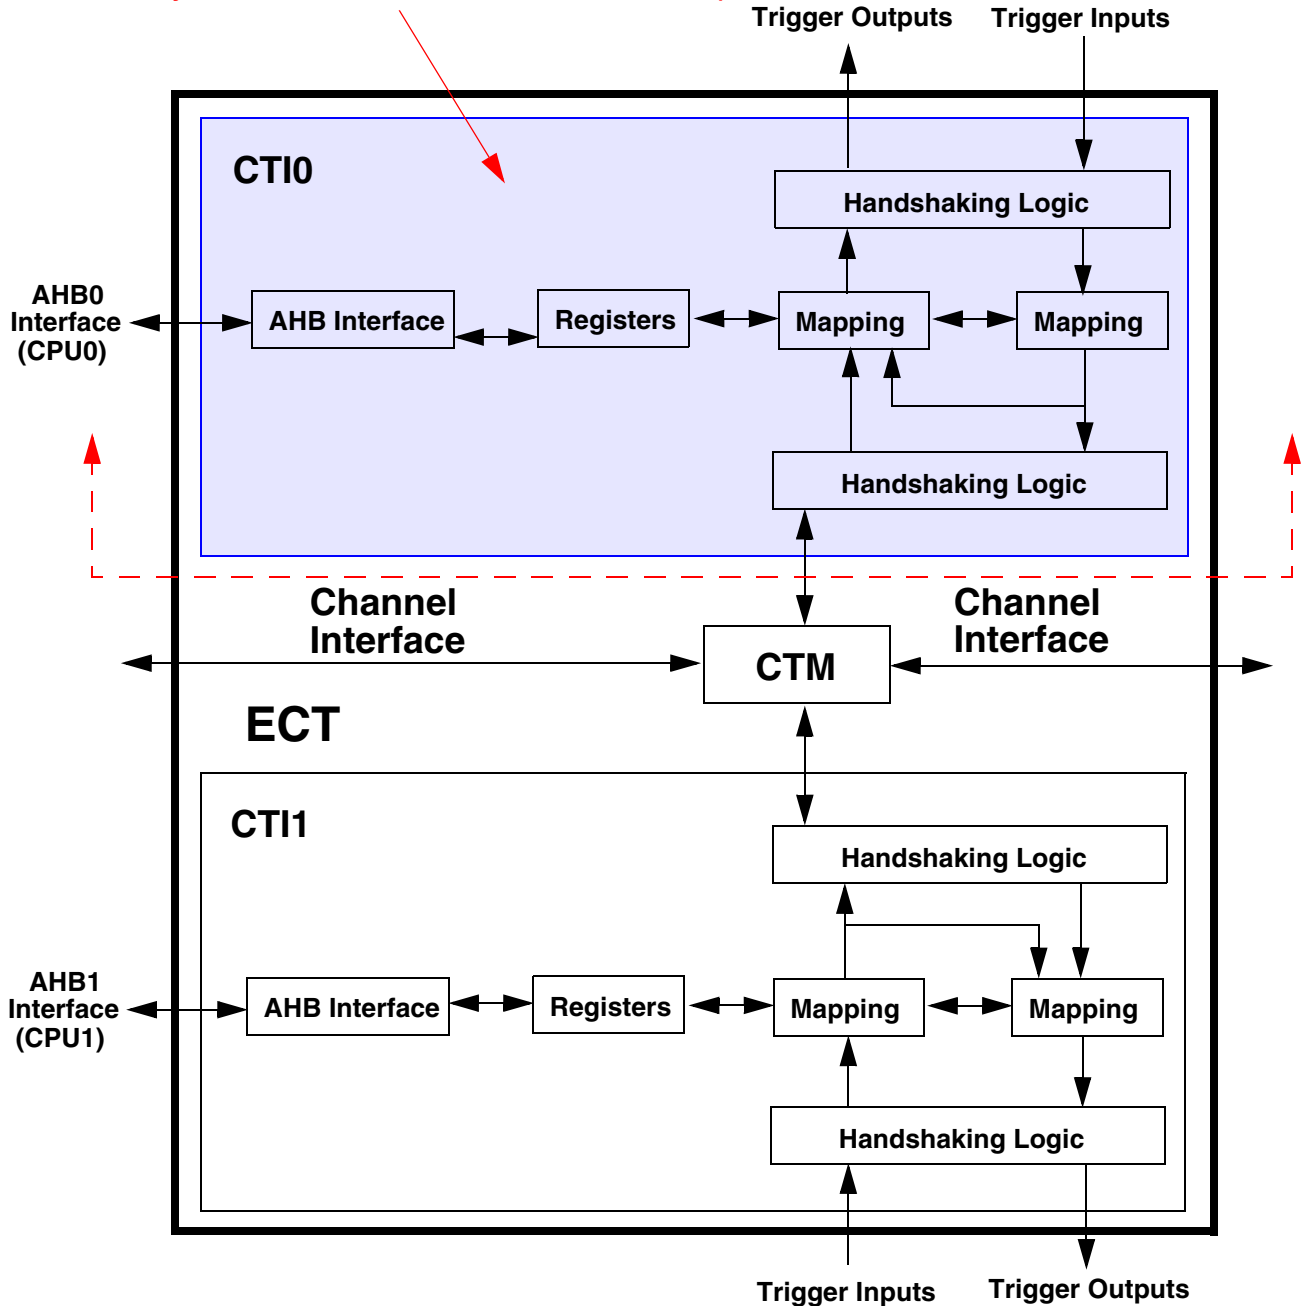 Trigger Outputs
Trigger Inputs
CTI0
Handshaking Logic
AHB0
Interface
(CPU0)
AHB Interface
Registers
Mapping
Mapping
Handshaking Logic
Channel
Interface
Channel
Interface
CTM
ECT
CTI1
Handshaking Logic
AHB1
Interface
(CPU1)
AHB Interface
Registers
Mapping
Mapping
Handshaking Logic
Trigger Inputs
Trigger Outputs